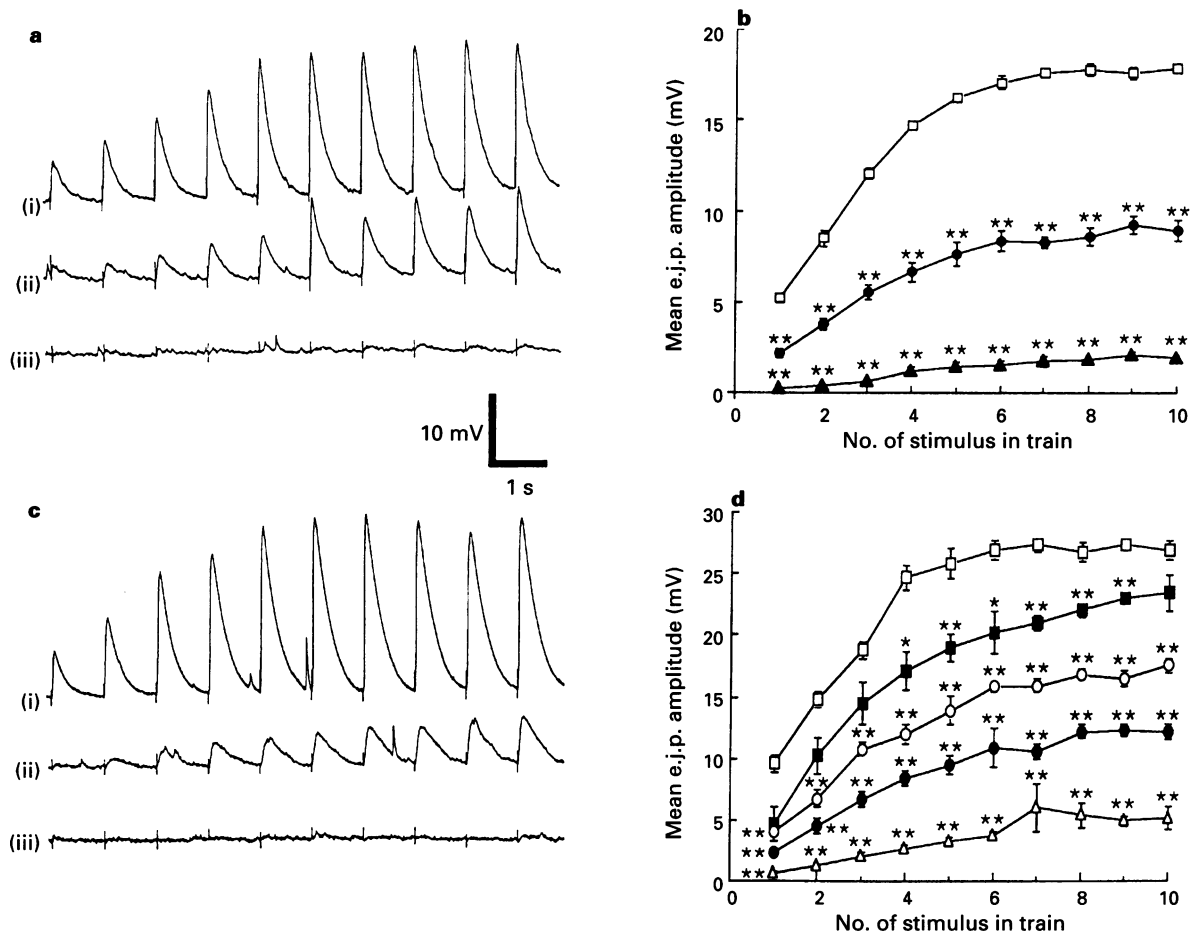 a
(i)
(ii)
(iii)
10 mV
1 s
b
20
15
10
5
0
Mean e.j.p. amplitude (mV)
** ** ** ** ** ** ** ** ** **
** ** ** ** ** ** ** ** ** **
0 2 4 6 8 10
No. of stimulus in train
c
(i)
(ii)
(iii)
d
30
25
20
15
10
5
0
Mean e.j.p. amplitude (mV)
* ** * ** ** **
** ** ** ** ** ** ** ** **
** ** ** ** ** ** ** ** ** **
** ** ** ** ** ** ** ** ** **
**
0 2 4 6 8 10
No. of stimulus in train